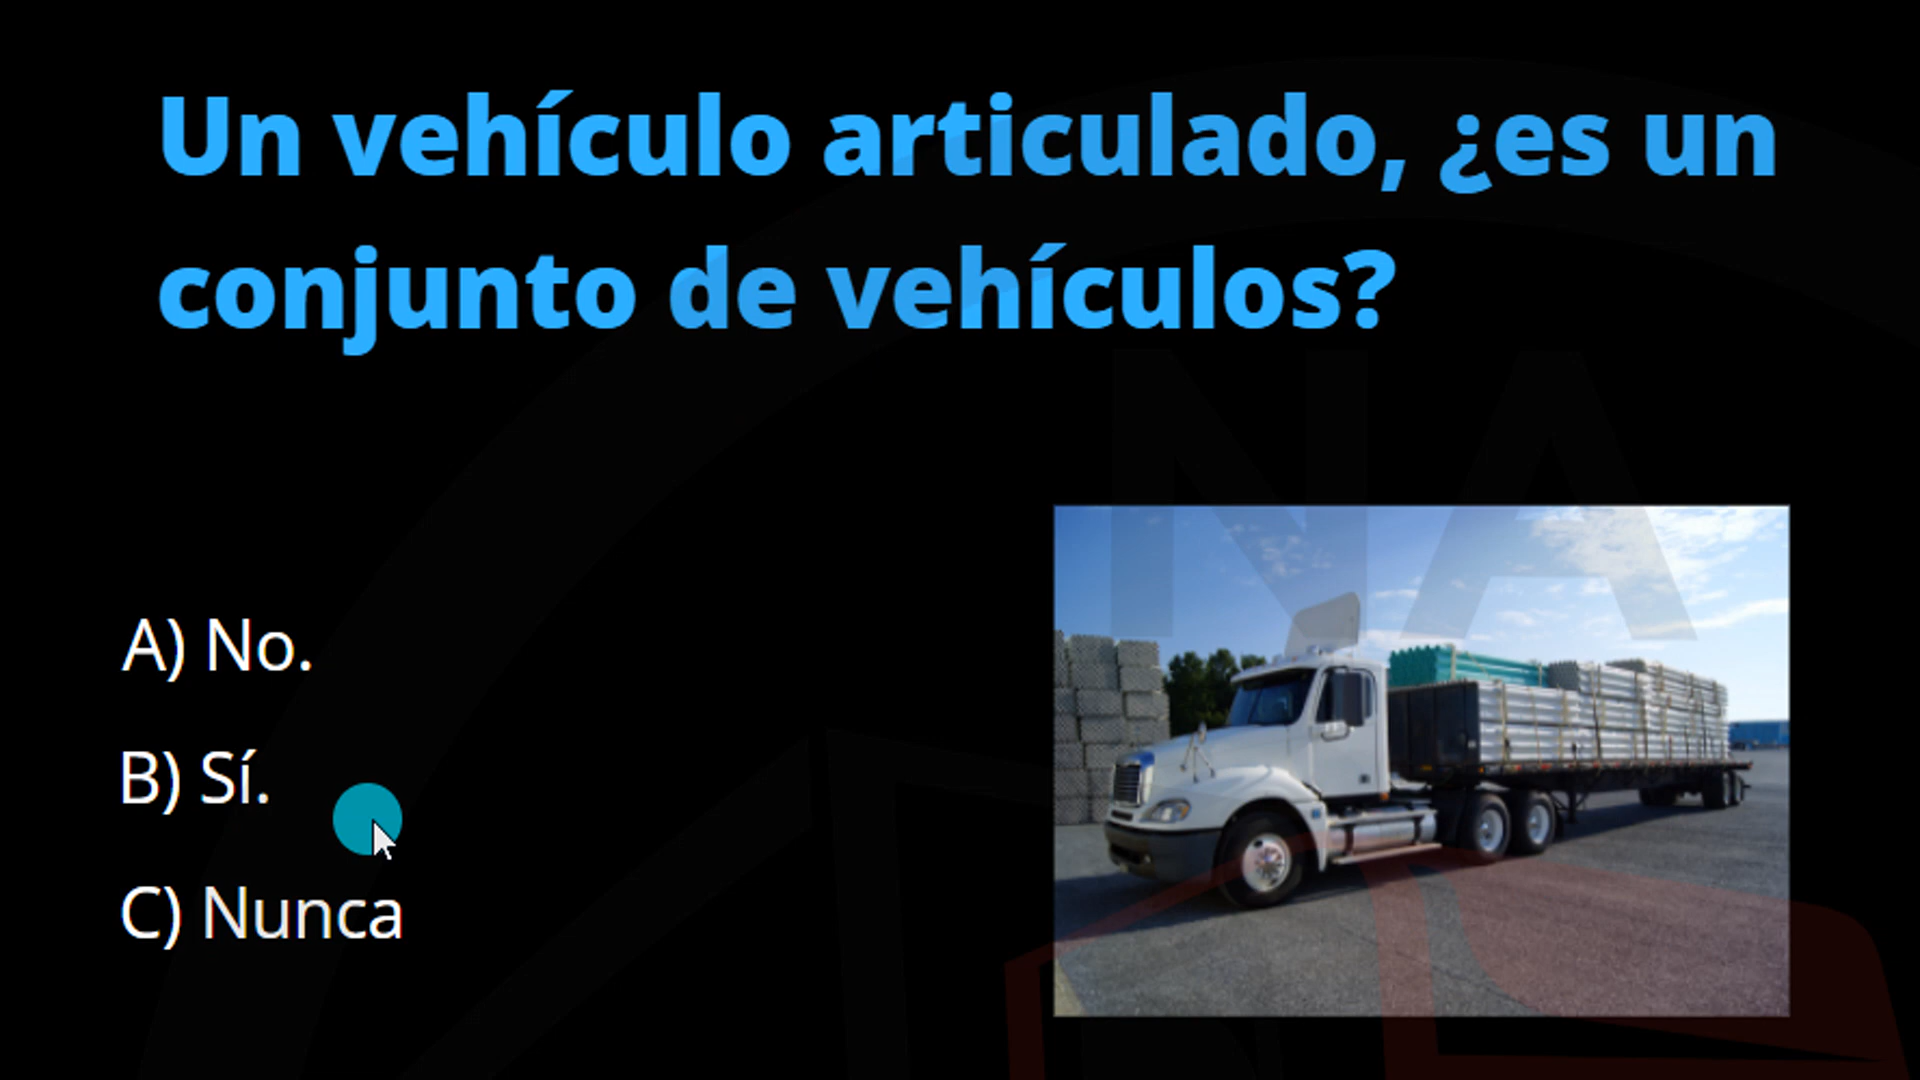 Un vehículo articulado, ¿es un
conjunto de vehículos?
A) No.
B) Sí.
C) Nunca